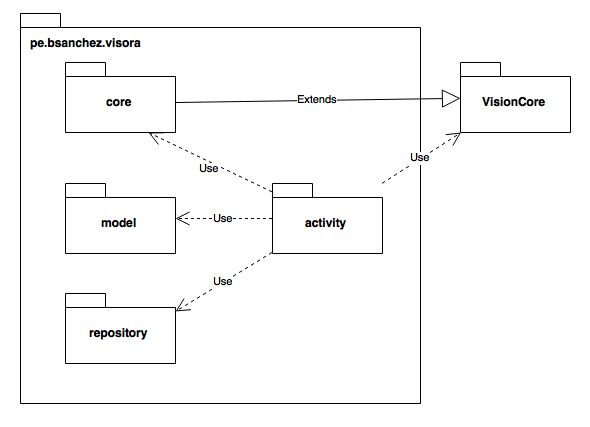 pe.bsanchez.visora
core
Extends
VisionCore
Use
Use
model
Use
activity
Use
repository